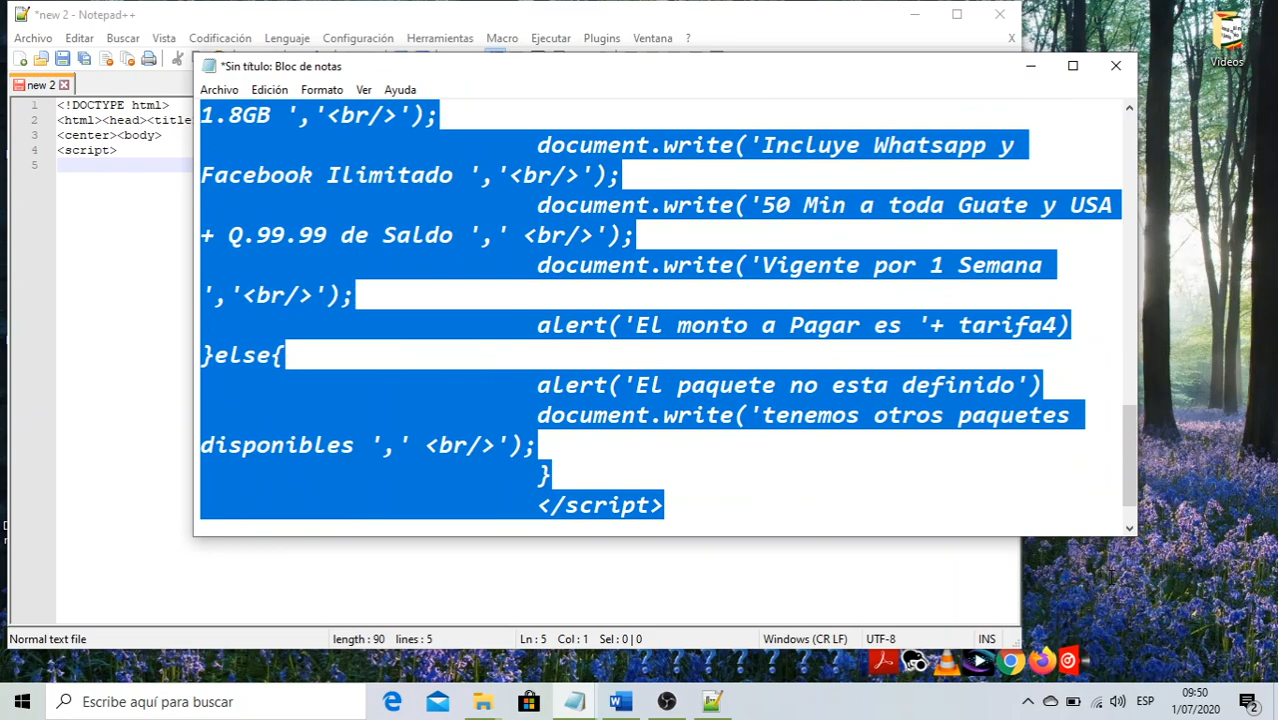 *new 2 - Notepad++
Archivo Editar Buscar Vista Codificación Lenguaje Configuración Herramientas Macro Ejecutar Plugins Ventana ? X
new 2
1 <!DOCTYPE html>
2 <html><head><title
3 <center><body>
4 <script>
5
*Sin título: Bloc de notas
Archivo Edición Formato Ver Ayuda
1.8GB ','<br/>');
document.write('Incluye Whatsapp y
Facebook Ilimitado ','<br/>');
document.write('50 Min a toda Guate y USA
+ Q.99.99 de Saldo ',' <br/>');
document.write('Vigente por 1 Semana
','<br/>');
alert('El monto a Pagar es '+ tarifa4)
}else{
alert('El paquete no esta definido')
document.write('tenemos otros paquetes
disponibles ',' <br/>');
}
</script>
Normal text file length : 90 lines : 5 Ln : 5 Col : 1 Sel : 0 | 0 Windows (CR LF) UTF-8 INS
Videos
Escribe aquí para buscar
ESP
09:50
1/07/2020
2